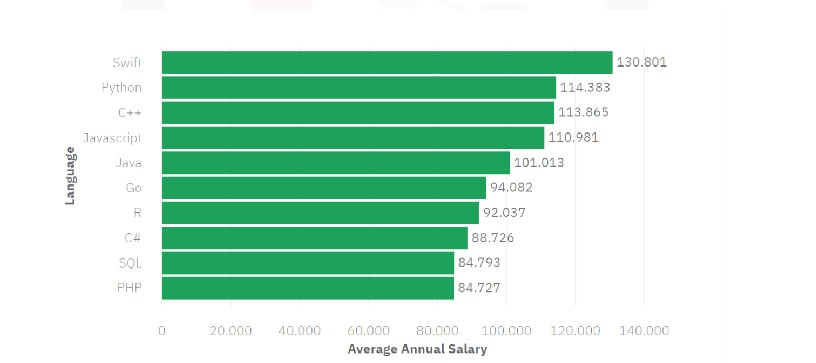 Swift 130.801
Python 114.383
C++ 113.865
Javascript 110.981
Java 101.013
Go 94.082
R 92.037
C# 88.726
SQL 84.793
PHP 84.727
Language
0 20.000 40.000 60.000 80.000 100.000 120.000 140.000
Average Annual Salary